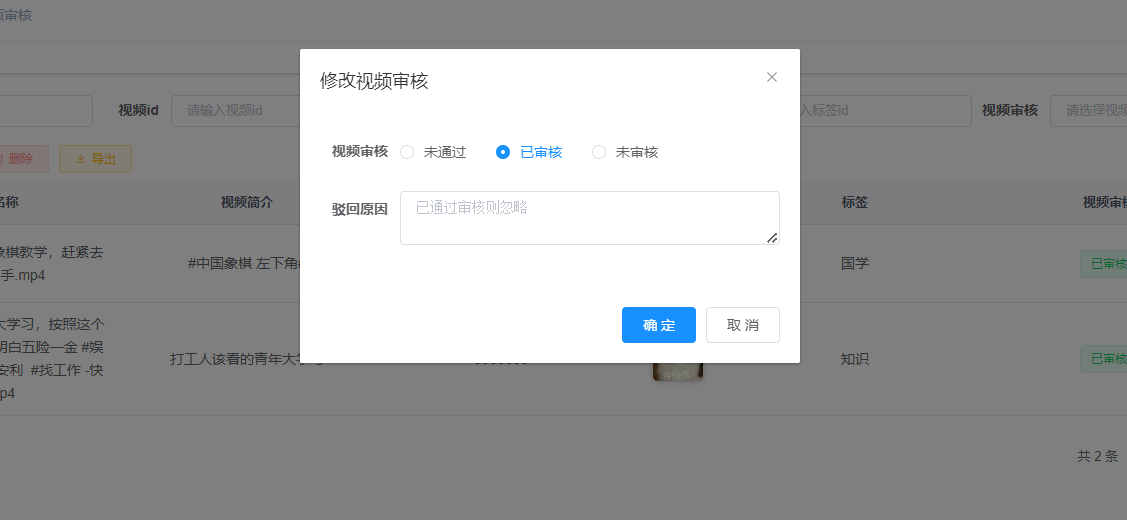 频审核
修改视频审核
视频id 请输入视频id
入标签id 视频审核 请选择视频
视频审核 未通过 已审核 未审核
删除 导出
名称 视频简介 标签 视频审核
驳回原因 已通过审核则忽略
象棋教学，赶紧去
手.mp4
#中国象棋 左下角
国学 已审核
大学习，按照这个
明白五险一金 #娱
安利 #找工作 -快
p4
打工人该看的青年大学习
知识 已审核
确 定 取 消
共 2 条